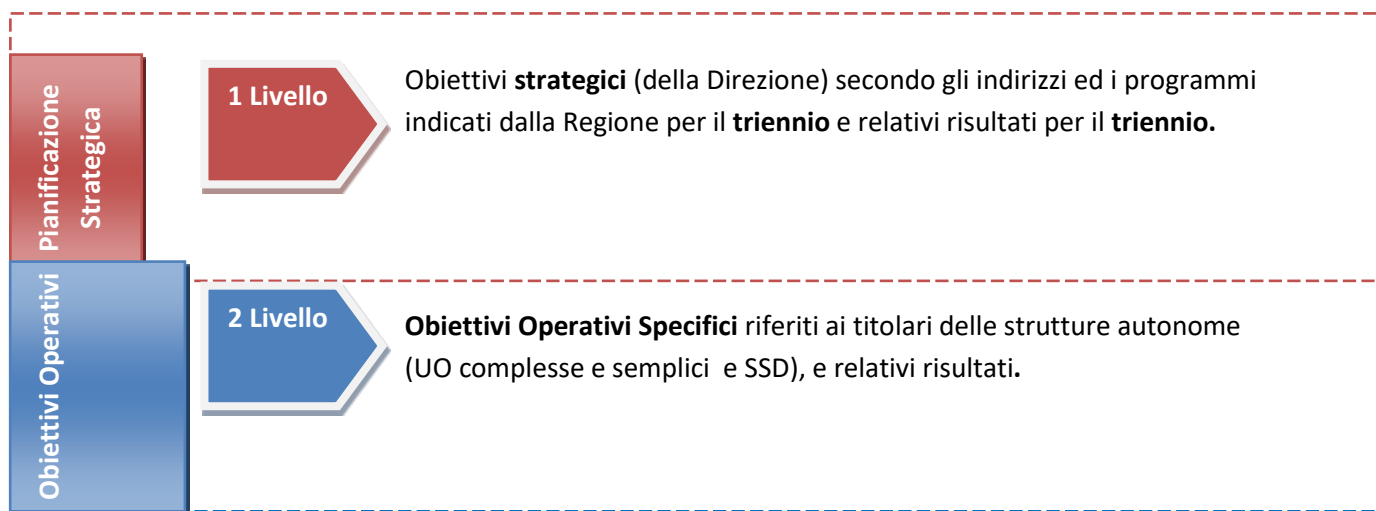 Pianificazione
Strategica
1 Livello
Obiettivi strategici (della Direzione) secondo gli indirizzi ed i programmi
indicati dalla Regione per il triennio e relativi risultati per il triennio.
Obiettivi Operativi
2 Livello
Obiettivi Operativi Specifici riferiti ai titolari delle strutture autonome
(UO complesse e semplici e SSD), e relativi risultati.